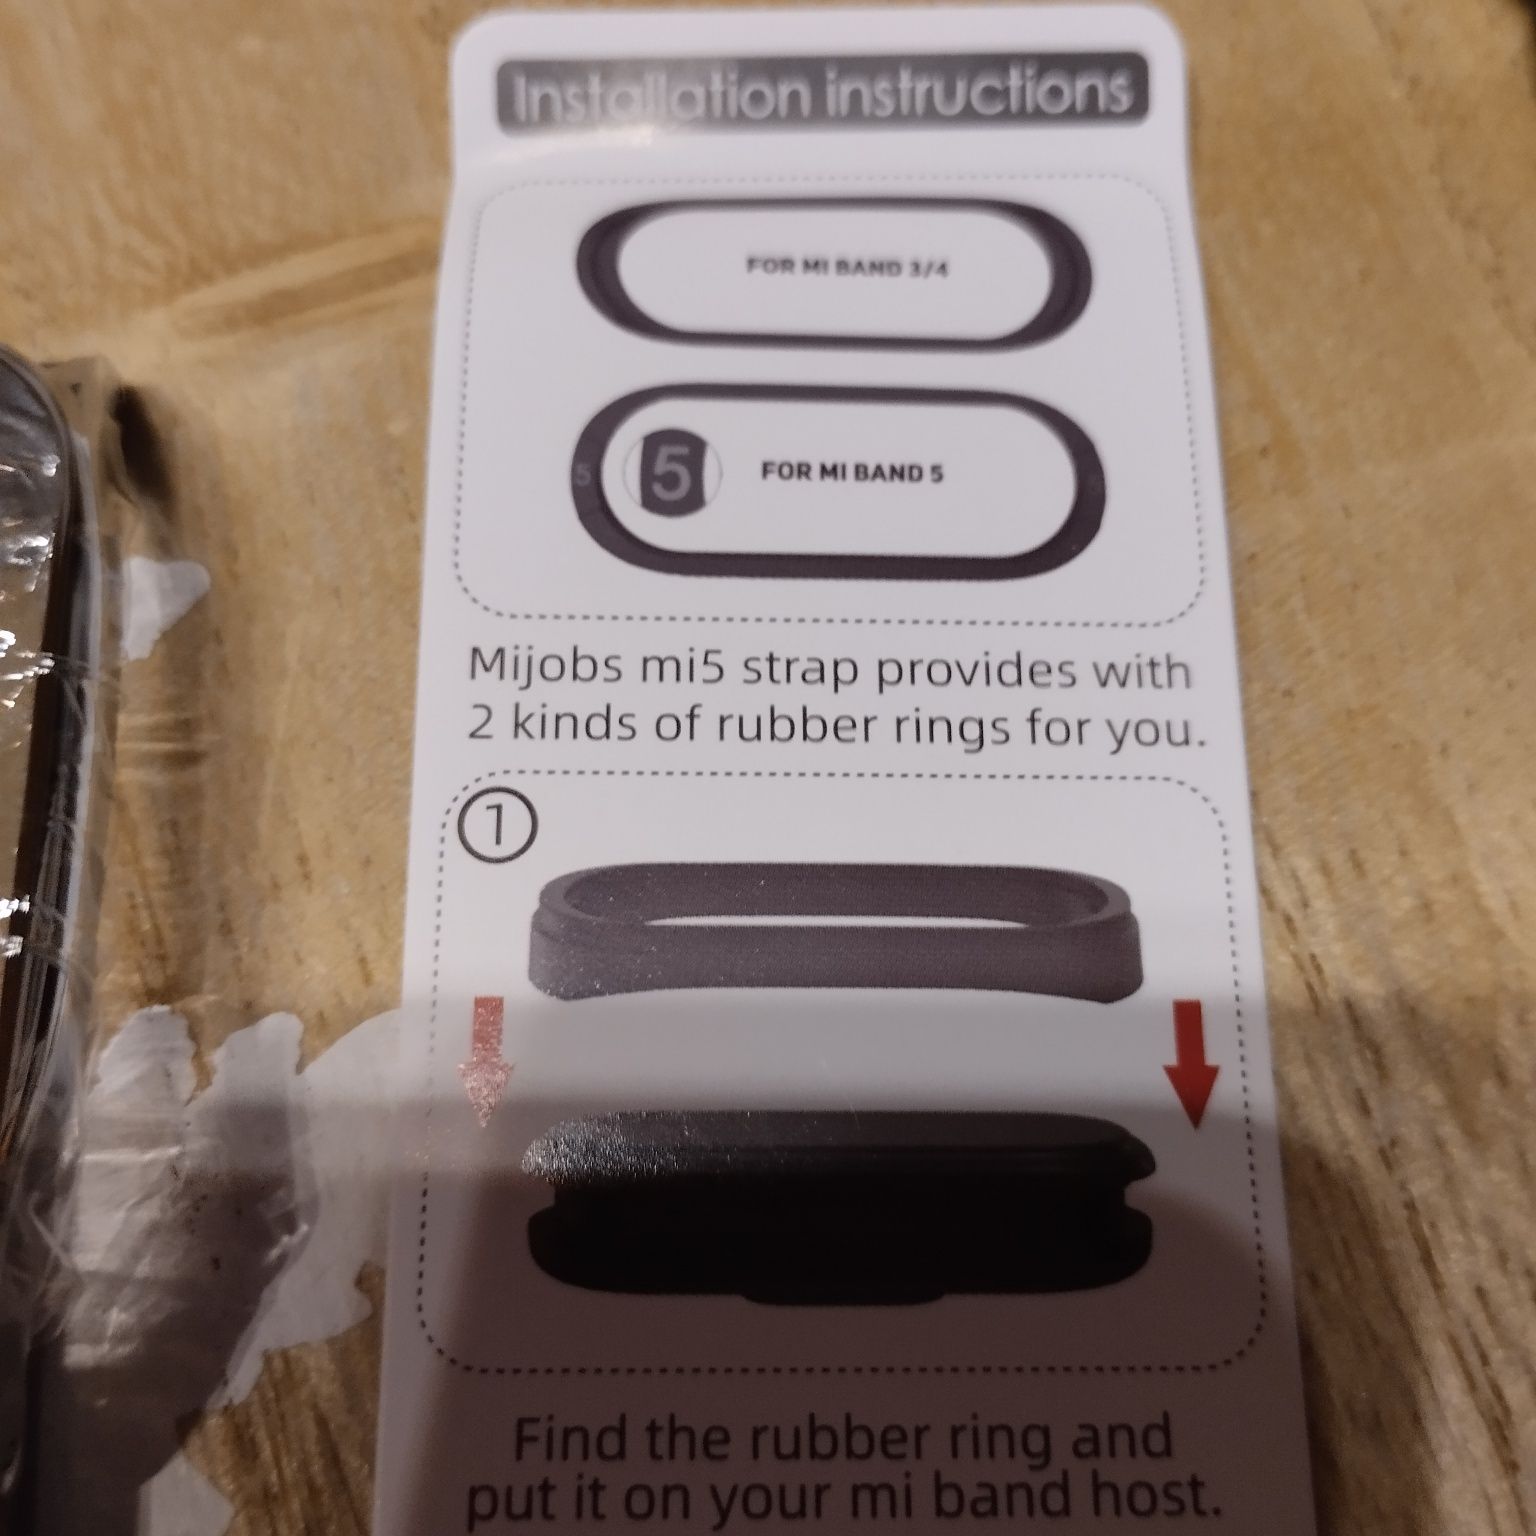 Installation instructions
FOR MI BAND 3/4
5
5
FOR MI BAND 5
Mijobs mi5 strap provides with
2 kinds of rubber rings for you.
1
Find the rubber ring and
put it on your mi band host.